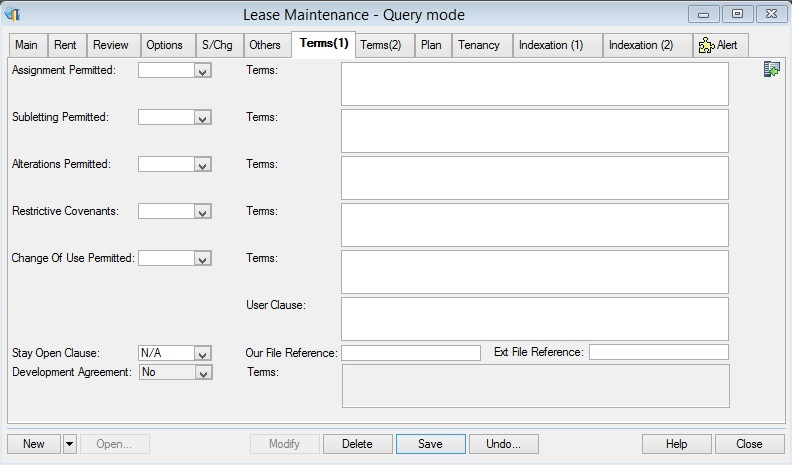 Lease Maintenance - Query mode
Main Rent Review Options S/Chg Others Terms(1) Terms(2) Plan Tenancy Indexation (1) Indexation (2) Alert
Assignment Permitted: Terms:
Subletting Permitted: Terms:
Alterations Permitted: Terms:
Restrictive Covenants: Terms:
Change Of Use Permitted: Terms:
User Clause:
Stay Open Clause: N/A Our File Reference: Ext File Reference:
Development Agreement: No Terms:
New Open... Modify Delete Save Undo... Help Close